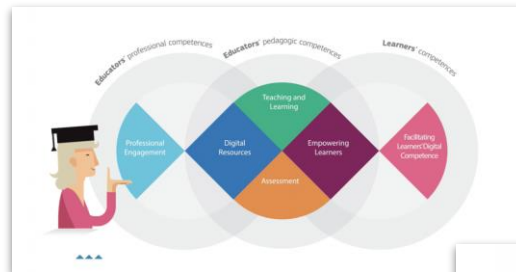 Educators' professional competences
Educators' pedagogic competences
Learners' competences
Teaching and
Learning
Professional
Engagement
Digital
Resources
Empowering
Learners
Facilitating
Learners' Digital
Competence
Assessment